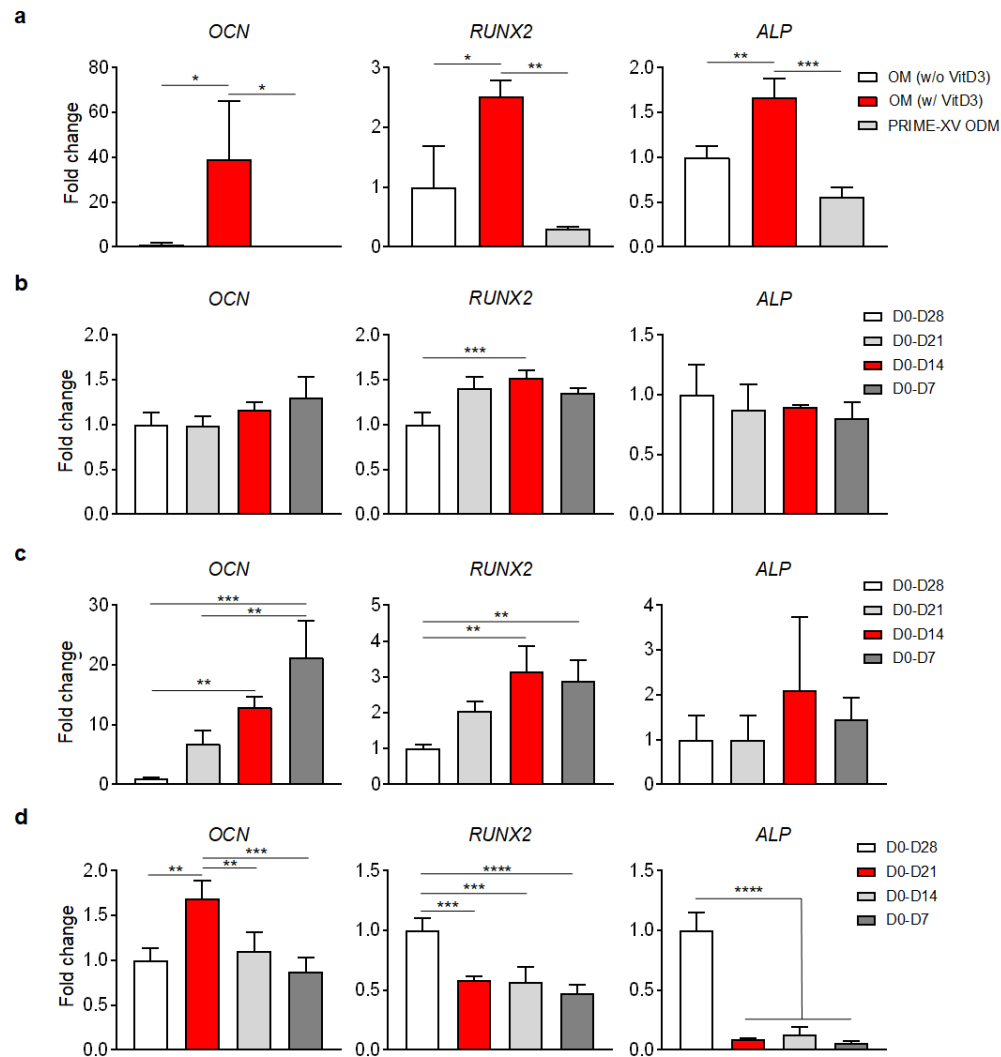 a
OCN
RUNX2
ALP
Fold change
80
60
40
20
0
*
*
3
2
1
0
*
**
2.0
1.5
1.0
0.5
0.0
**
***
OM (w/o VitD3)
OM (w/ VitD3)
PRIME-XV ODM
b
OCN
RUNX2
ALP
Fold change
2.0
1.5
1.0
0.5
0.0
2.0
1.5
1.0
0.5
0.0
***
1.5
1.0
0.5
0.0
D0-D28
D0-D21
D0-D14
D0-D7
c
OCN
RUNX2
ALP
Fold change
30
20
10
0
***
**
**
5
4
3
2
1
0
**
**
4
3
2
1
0
D0-D28
D0-D21
D0-D14
D0-D7
d
OCN
RUNX2
ALP
Fold change
2.0
1.5
1.0
0.5
0.0
**
***
**
1.5
1.0
0.5
0.0
****
***
***
1.5
1.0
0.5
0.0
****
D0-D28
D0-D21
D0-D14
D0-D7